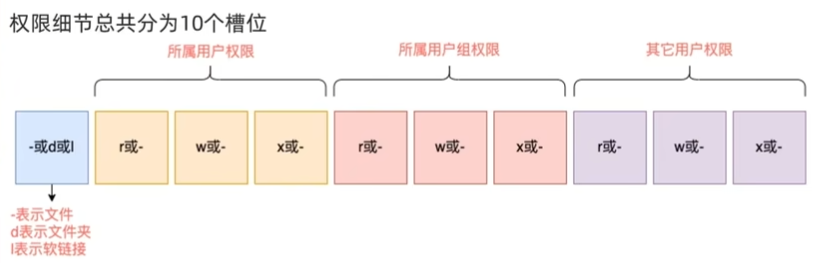 权限细节总共分为10个槽位
所属用户权限
所属用户组权限
其它用户权限
-或d或l
r或-
w或-
x或-
r或-
w或-
x或-
r或-
w或-
x或-
-表示文件
d表示文件夹
l表示软链接